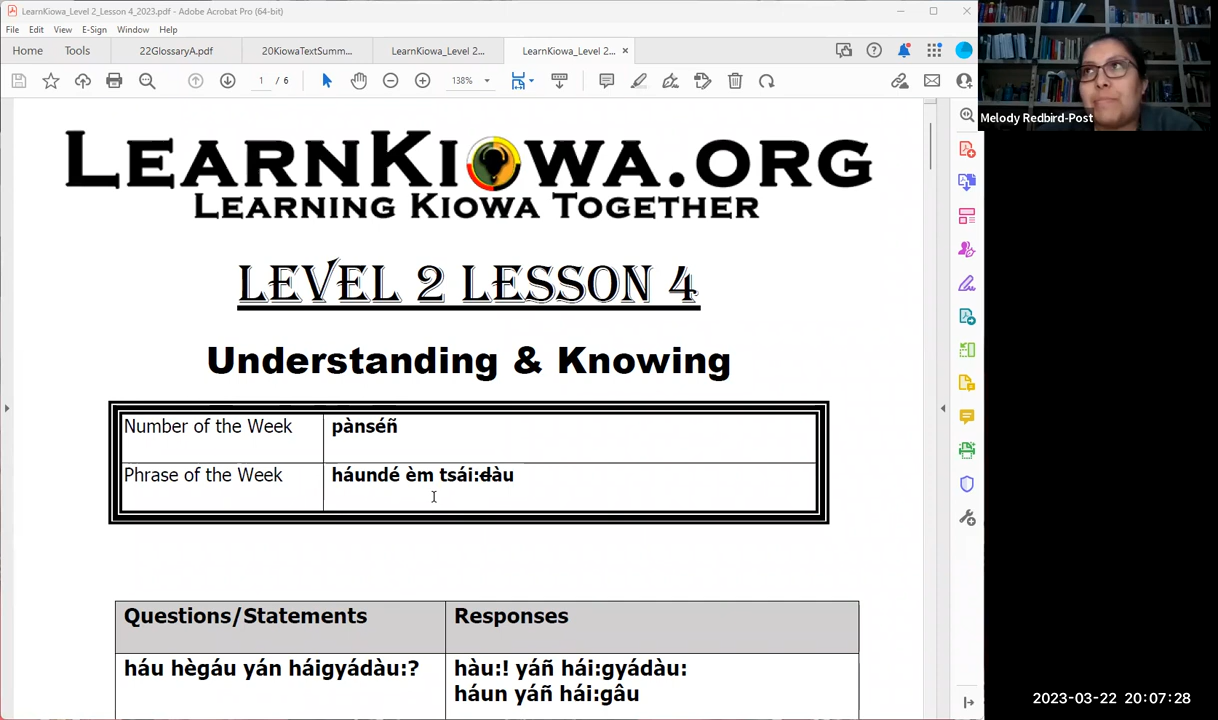 LearnKiowa_Level 2_Lesson 4_2023.pdf - Adobe Acrobat Pro (64-bit)
File Edit View E-Sign Window Help
Home Tools 22GlossaryA.pdf 20KiowaTextSumm... LearnKiowa_Level 2... LearnKiowa_Level 2...
1 / 6 138%
Melody Redbird-Post
LEARNKIOWA.ORG
LEARNING KIOWA TOGETHER
LEVEL 2 LESSON 4
Understanding & Knowing
Number of the Week pànséñ
Phrase of the Week háundé èm tsái:đàu
Questions/Statements Responses
háu hègáu yán háigyádàu:? hàu:! yáñ hái:gyádàu:
háun yáñ hái:gâu
2023-03-22 20:07:28